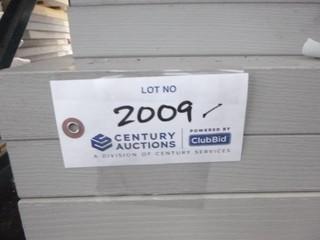 LOT NO
2009
CENTURY AUCTIONS
POWERED BY ClubBid
A DIVISION OF CENTURY SERVICES